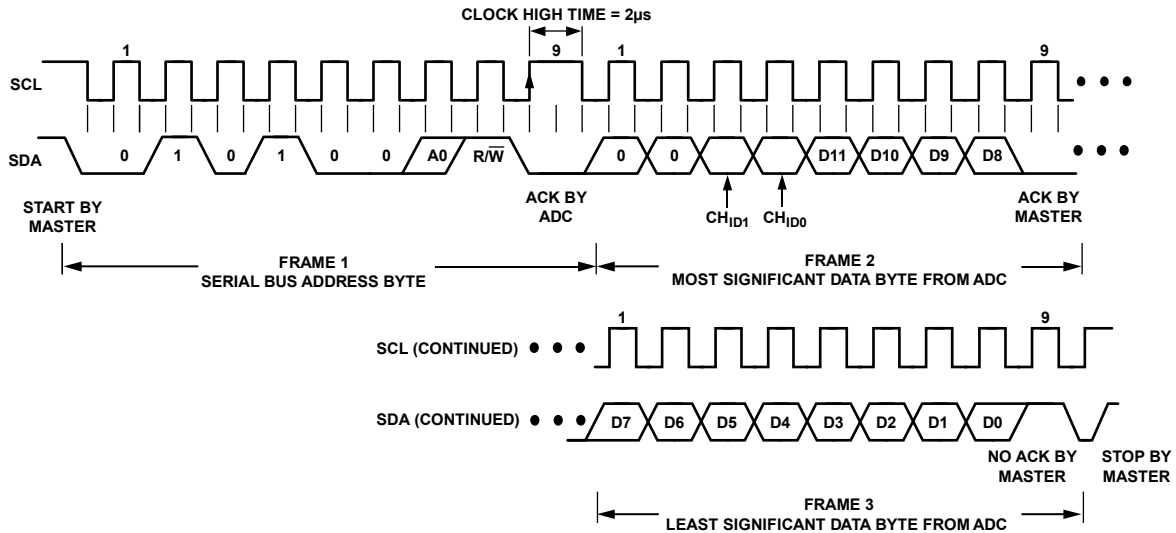 CLOCK HIGH TIME = 2µs
1 9 1 9
SCL
SDA 0 1 0 1 0 0 A0 R/W̅ 0 0 D11 D10 D9 D8
START BY MASTER
ACK BY ADC
CHID1
CHID0
ACK BY MASTER
FRAME 1
SERIAL BUS ADDRESS BYTE
FRAME 2
MOST SIGNIFICANT DATA BYTE FROM ADC
1 9
SCL (CONTINUED)
SDA (CONTINUED) D7 D6 D5 D4 D3 D2 D1 D0
NO ACK BY MASTER
STOP BY MASTER
FRAME 3
LEAST SIGNIFICANT DATA BYTE FROM ADC